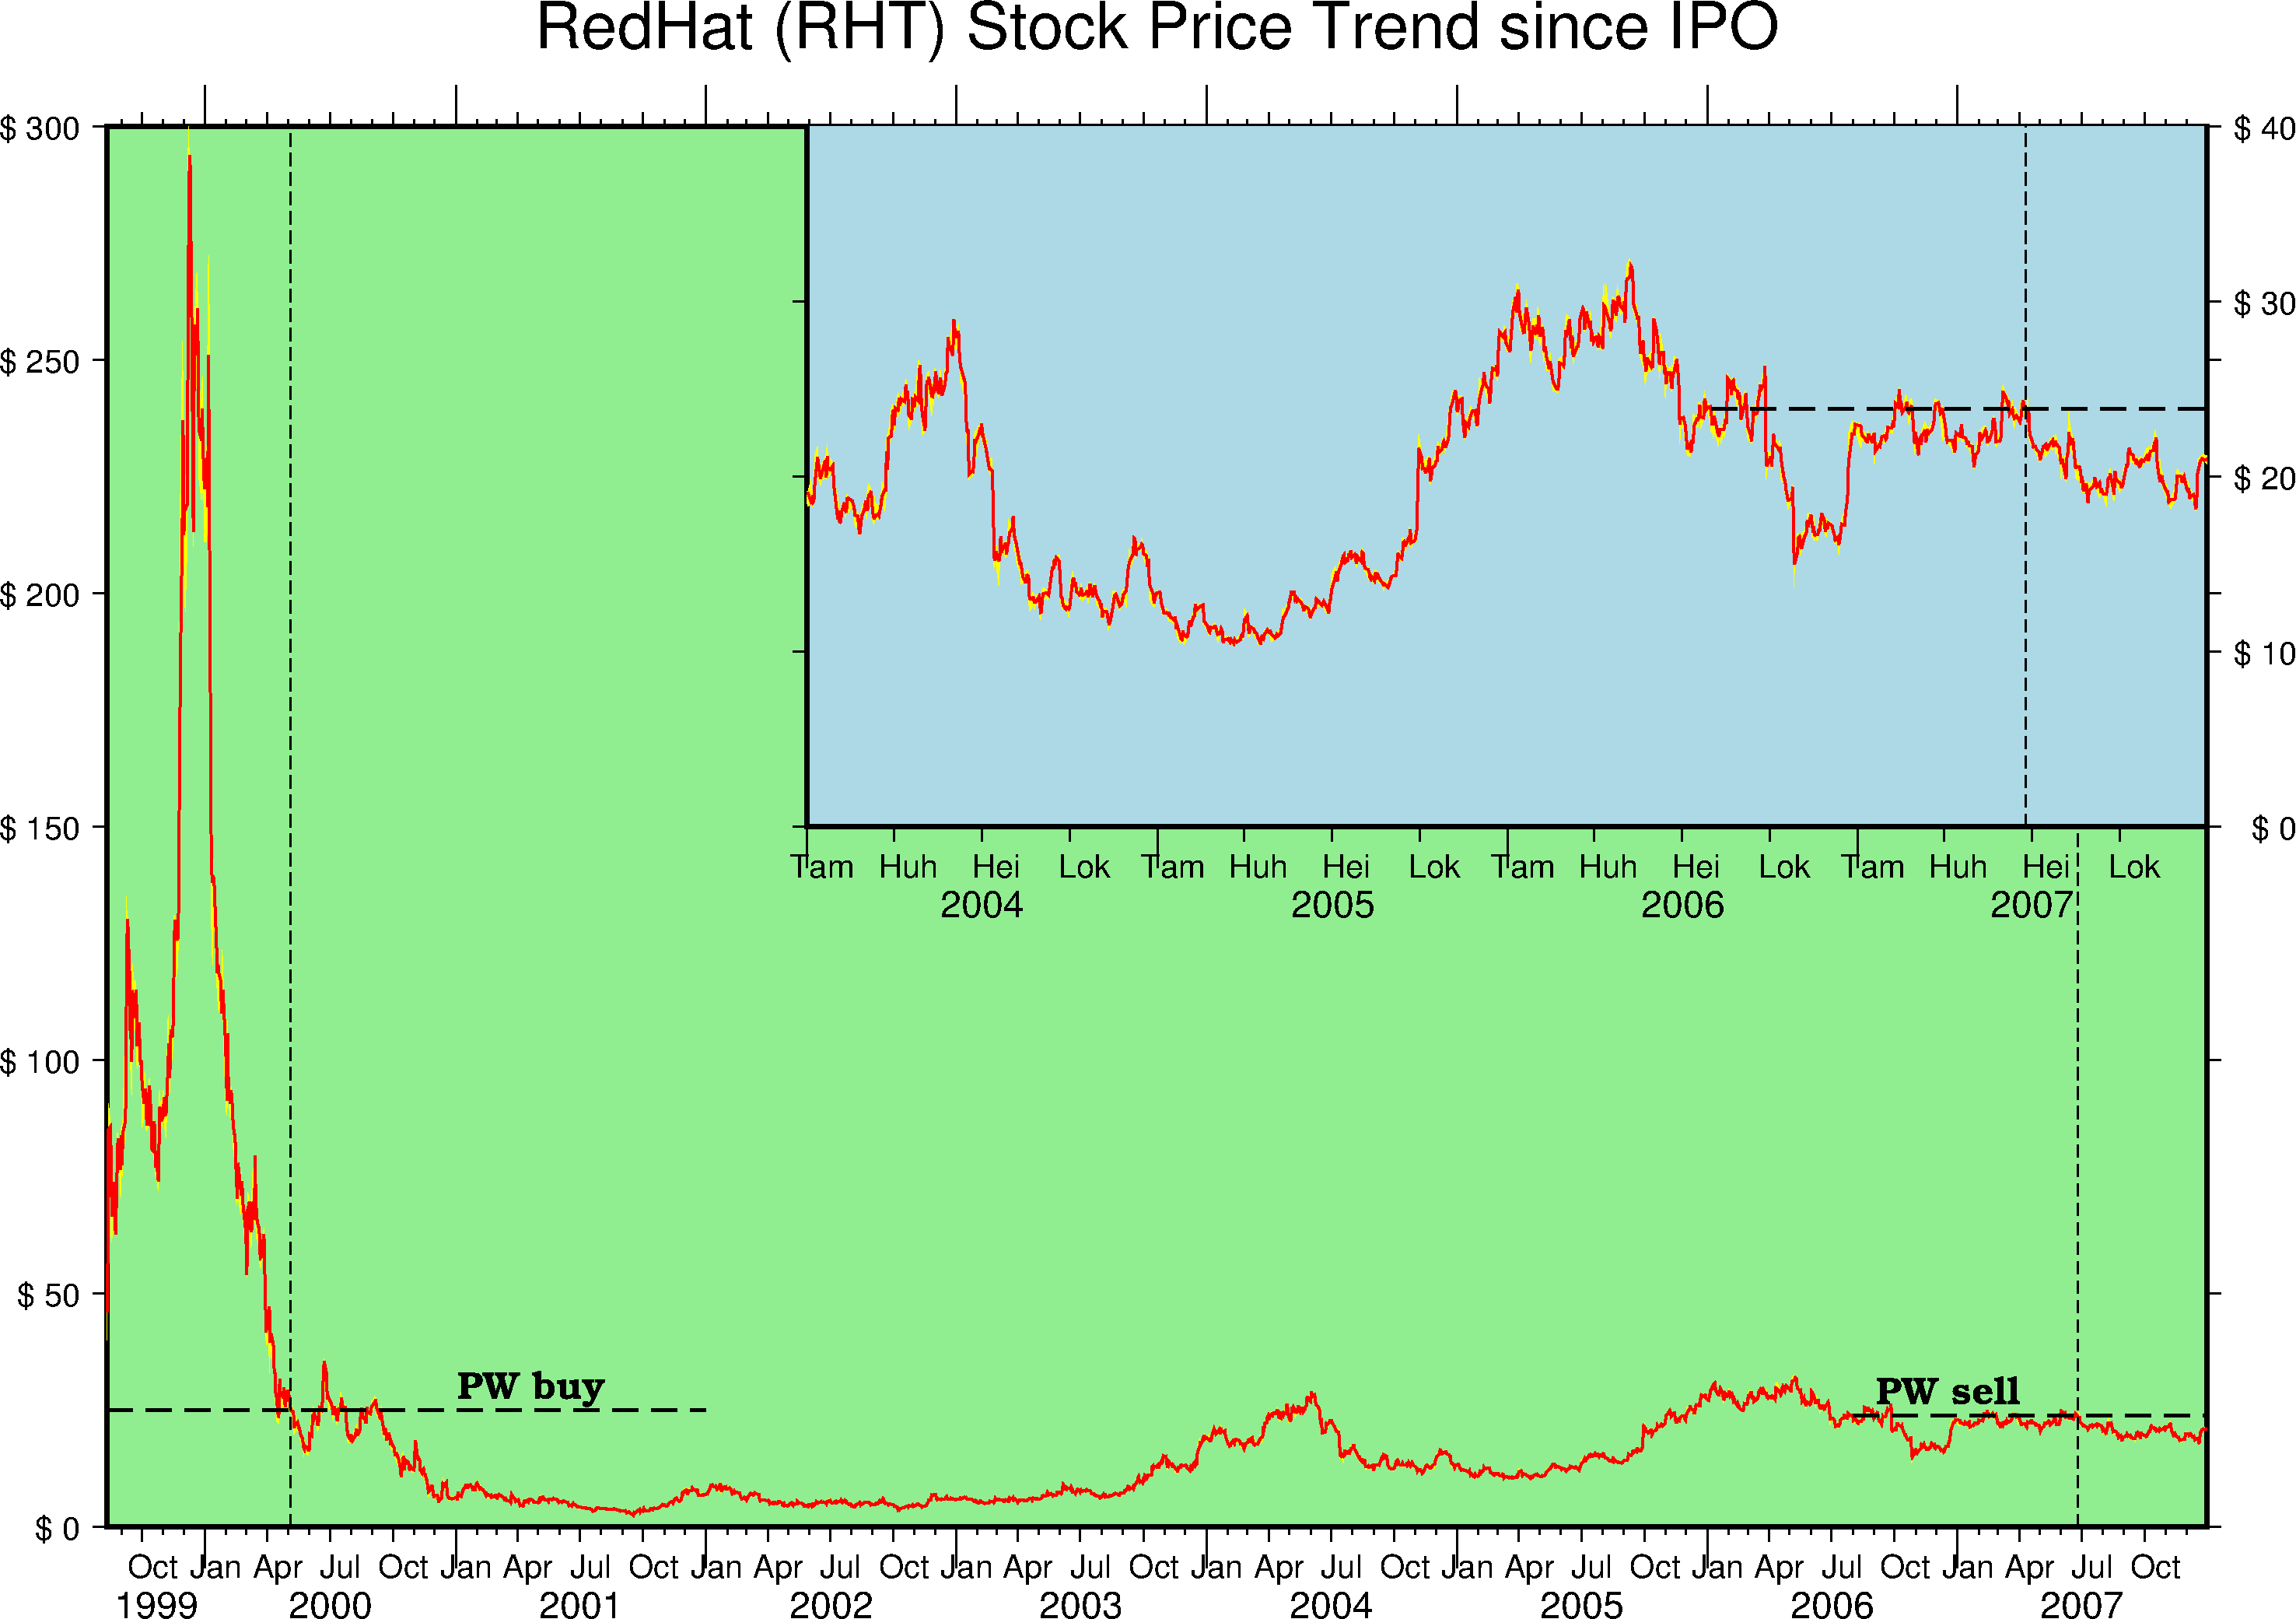 RedHat (RHT) Stock Price Trend since IPO
$ 300
$ 250
$ 200
$ 150
$ 100
$ 50
$ 0
$ 40
$ 30
$ 20
$ 10
$ 0
Tam Huh Hei Lok Tam Huh Hei Lok Tam Huh Hei Lok Tam Huh Hei Lok
2004 2005 2006 2007
PW buy
PW sell
Oct Jan Apr Jul Oct Jan Apr Jul Oct Jan Apr Jul Oct Jan Apr Jul Oct Jan Apr Jul Oct Jan Apr Jul Oct Jan Apr Jul Oct Jan Apr Jul Oct
1999 2000 2001 2002 2003 2004 2005 2006 2007